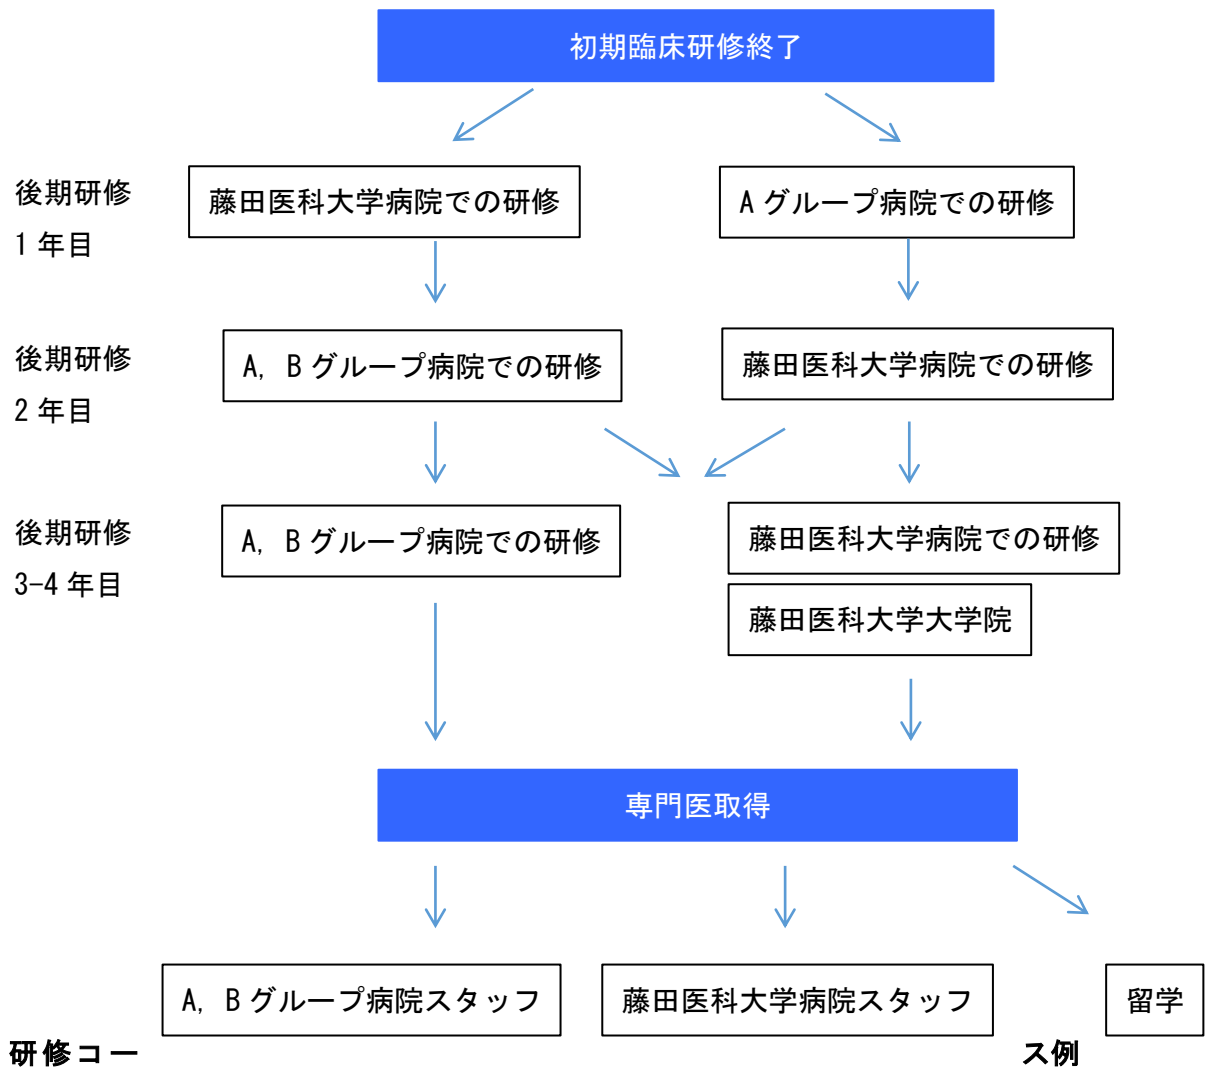 初期臨床研修終了
後期研修
1 年目
藤田医科大学病院での研修
A グループ病院での研修
後期研修
2 年目
A, B グループ病院での研修
藤田医科大学病院での研修
後期研修
3-4 年目
A, B グループ病院での研修
藤田医科大学病院での研修
藤田医科大学大学院
専門医取得
A, B グループ病院スタッフ
藤田医科大学病院スタッフ
留学
研修コー
ス例